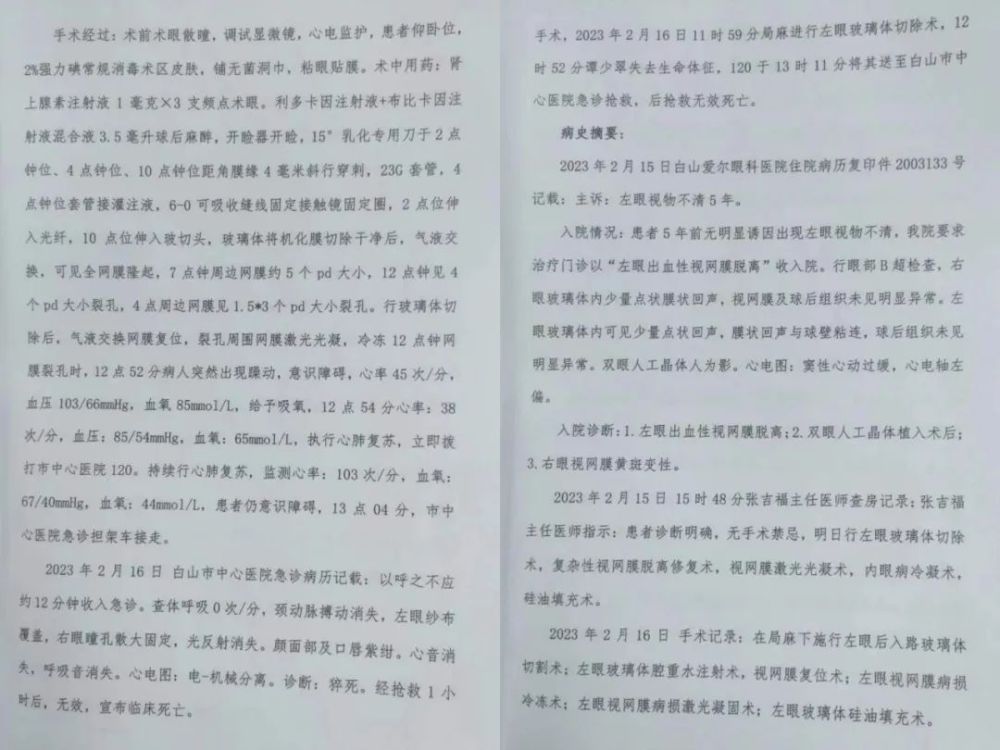 手术经过：术前术眼散瞳，调试显微镜，心电监护，患者仰卧位，
2%强力碘常规消毒术区皮肤，铺无菌洞巾，粘眼贴膜。术中用药：肾
上腺素注射液 1 毫克×3 支频点术眼。利多卡因注射液+布比卡因注
射液混合液 3.5 毫升球后麻醉，开睑器开睑，15° 乳化专用刀于 2 点
钟位、4 点钟位、10 点钟位距角膜缘 4 毫米斜行穿刺，23G 套管，4
点钟位套管接灌注液，6-0 可吸收缝线固定接触镜固定圈，2 点位伸
入光纤，10 点位伸入玻切头，玻璃体将机化膜切除干净后，气液交
换，可见全网膜隆起，7 点钟周边网膜约 5 个 pd 大小，12 点钟见 4
个 pd 大小裂孔，4 点周边网膜见 1.5*3 个 pd 大小裂孔。行玻璃体切
除后，气液交换网膜复位，裂孔周围网膜激光光凝，冷冻 12 点钟网
膜裂孔时，12 点 52 分病人突然出现躁动，意识障碍，心率 45 次/分，
血压 103/66mmHg，血氧 85mmol/L，给予吸氧，12 点 54 分心率：38
次/分，血压：85/54mmHg，血氧：65mmol/L，执行心肺复苏，立即拨
打市中心医院 120。持续行心肺复苏，监测心率：103 次/分，血氧：
67/40mmHg，血氧：44mmol/L，患者仍意识障碍，13 点 04 分，市中
心医院急诊担架车接走。
2023 年 2 月 16 日 白山市中心医院急诊病历记载：以呼之不应
约 12 分钟收入急诊。查体呼吸 0 次/分，颈动脉搏动消失，左眼纱布
覆盖，右眼瞳孔散大固定，光反射消失。颜面部及口唇紫绀。心音消
失，呼吸音消失。心电图：电-机械分离。诊断：猝死。经抢救 1 小
时后，无效，宣布临床死亡。
手术，2023 年 2 月 16 日 11 时 59 分局麻进行左眼玻璃体切除术，12
时 52 分谭少翠失去生命体征，120 于 13 时 11 分将其送至白山市中
心医院急诊抢救，后抢救无效死亡。
病史摘要：
2023 年 2 月 15 日白山爱尔眼科医院住院病历复印件 2003133 号
记载：主诉：左眼视物不清 5 年。
入院情况：患者 5 年前无明显诱因出现左眼视物不清，我院要求
治疗门诊以“左眼出血性视网膜脱离”收入院。行眼部 B 超检查，右
眼玻璃体内少量点状膜状回声，视网膜及球后组织未见明显异常。左
眼玻璃体内可见少量点状回声，膜状回声与球壁粘连，球后组织未见
明显异常。双眼人工晶体人为影。心电图：窦性心动过缓，心电轴左
偏。
入院诊断：1.左眼出血性视网膜脱离；2.双眼人工晶体植入术后；
3.右眼视网膜黄斑变性。
2023 年 2 月 15 日 15 时 48 分张吉福主任医师查房记录：张吉福
主任医师指示：患者诊断明确，无手术禁忌，明日行左眼玻璃体切除
术，复杂性视网膜脱离修复术，视网膜激光光凝术，内眼病冷凝术，
硅油填充术。
2023 年 2 月 16 日 手术记录：在局麻下施行左眼后入路玻璃体
切割术；左眼玻璃体腔重水注射术，视网膜复位术；左眼视网膜病损
冷冻术；左眼视网膜病损激光凝固术；左眼玻璃体硅油填充术。